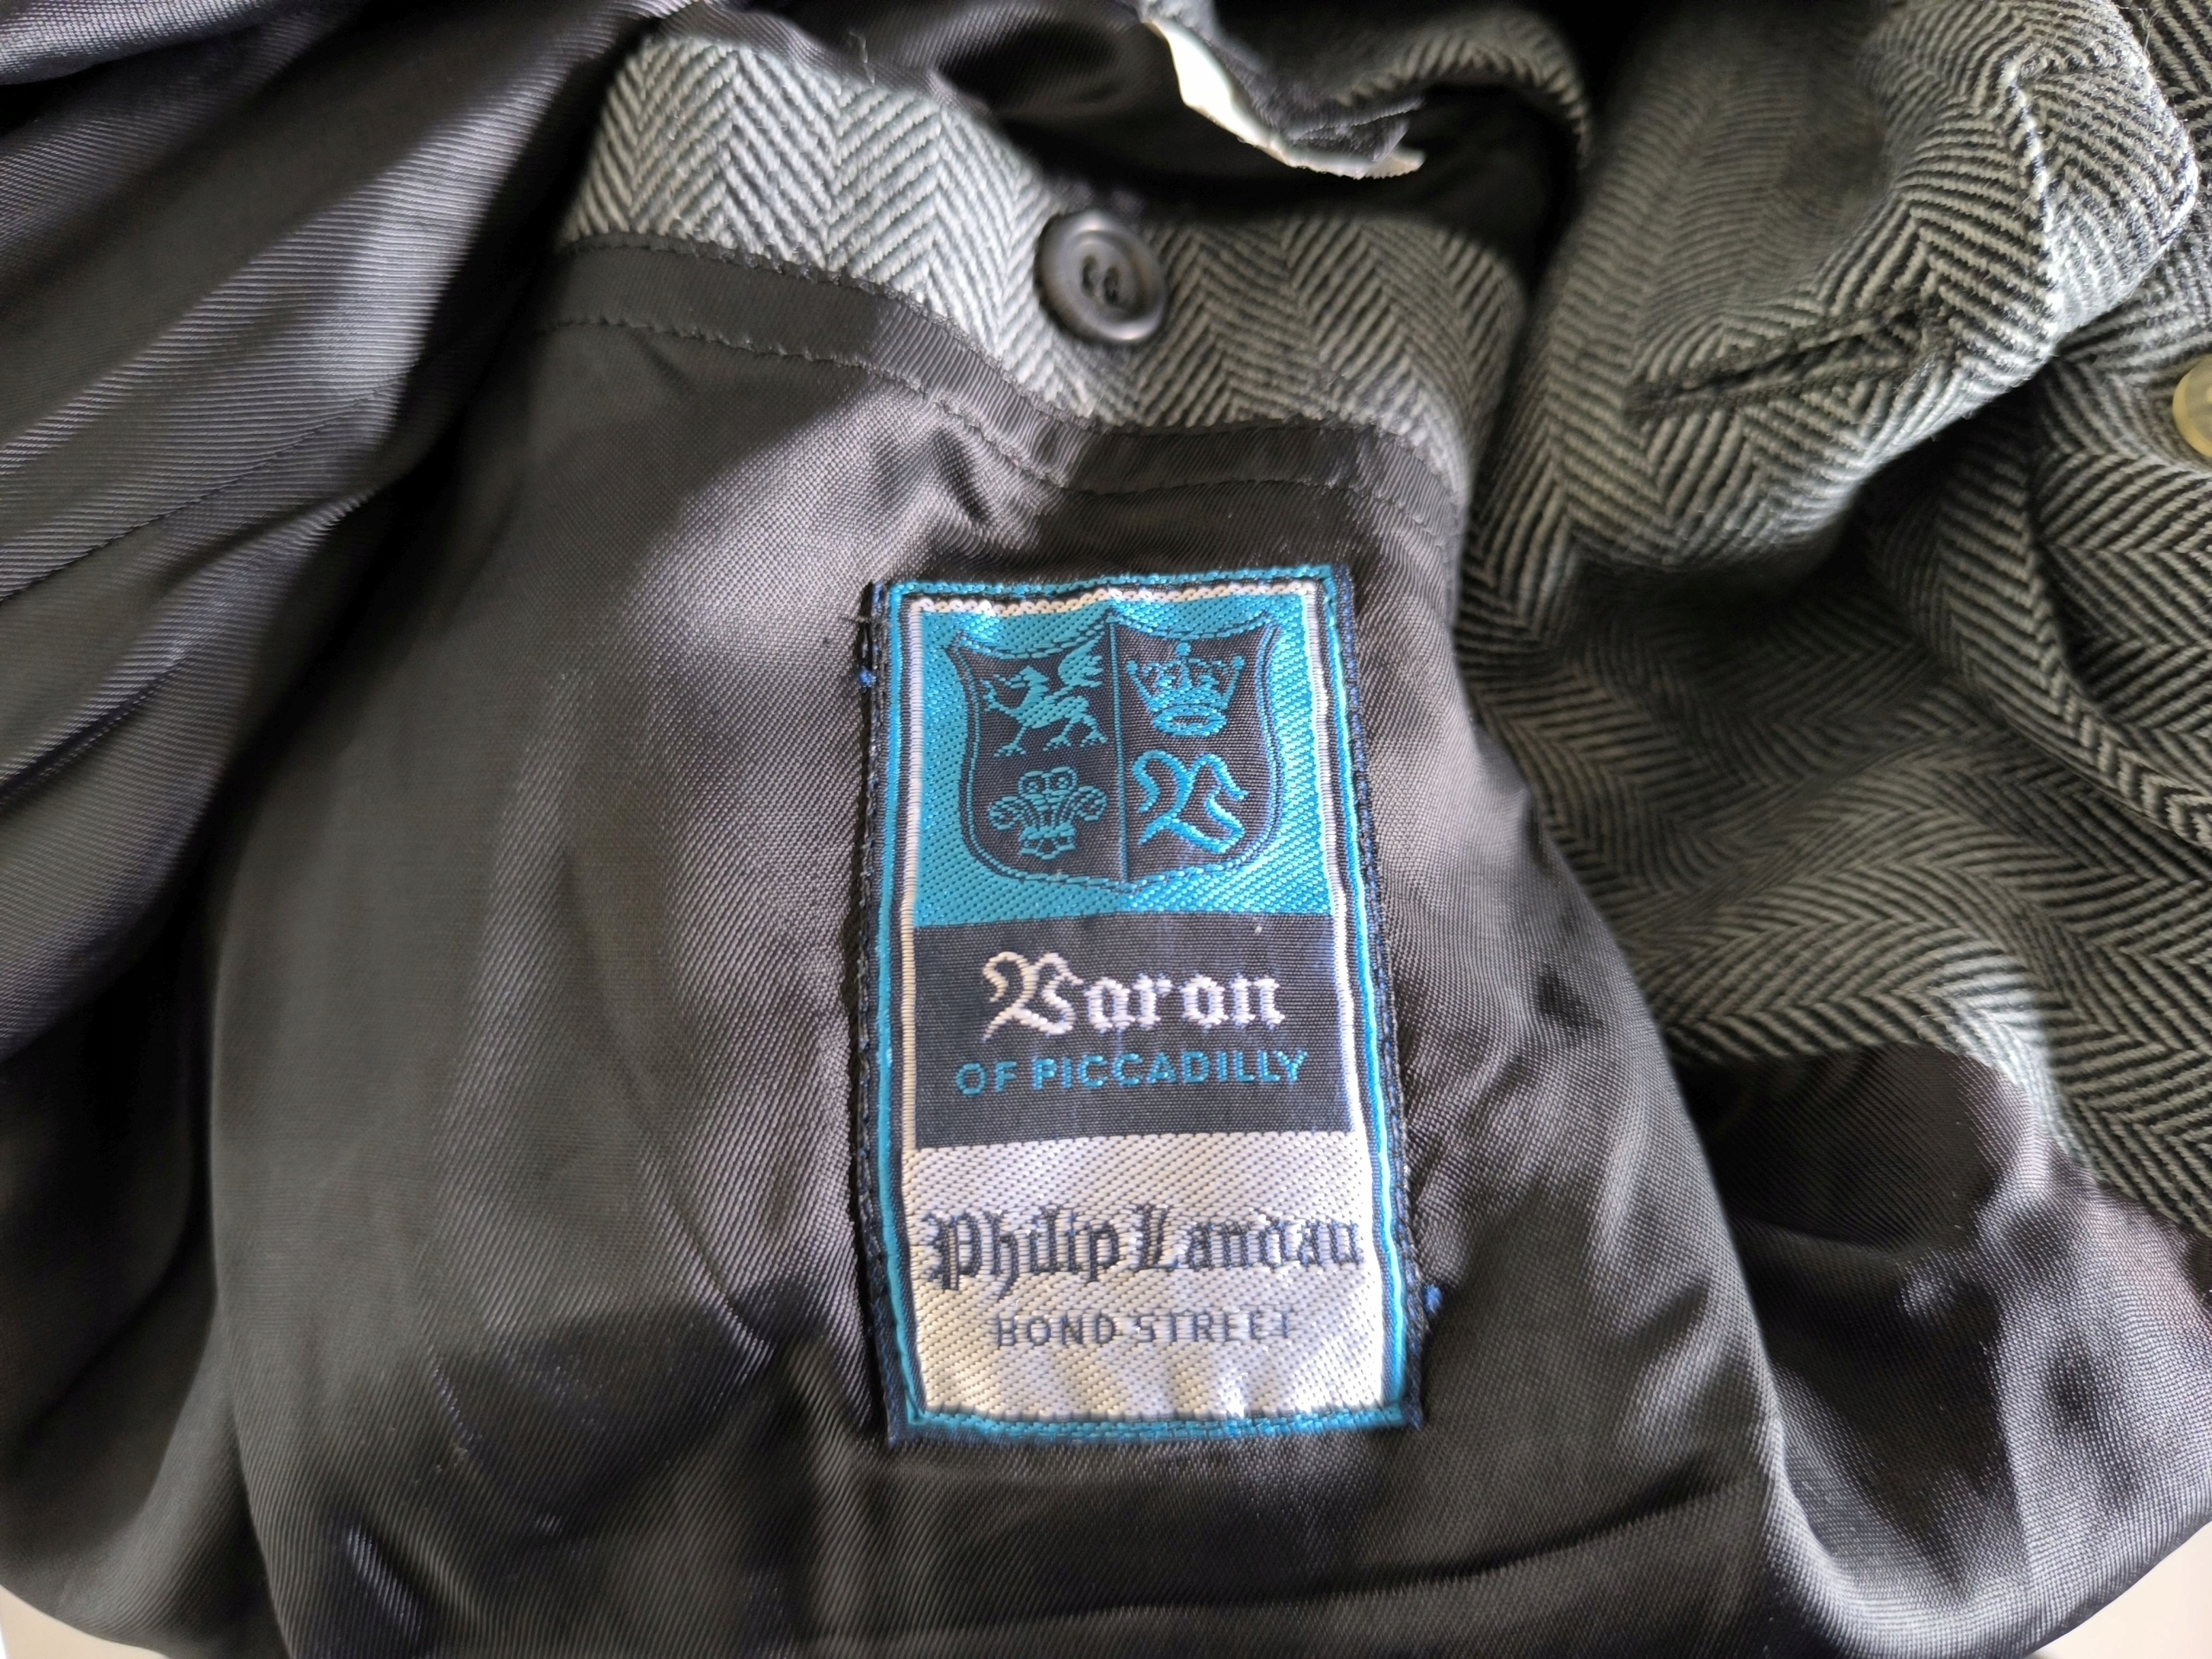 B
Baron
OF PICCADILLY
Philip Landau
BOND STREET